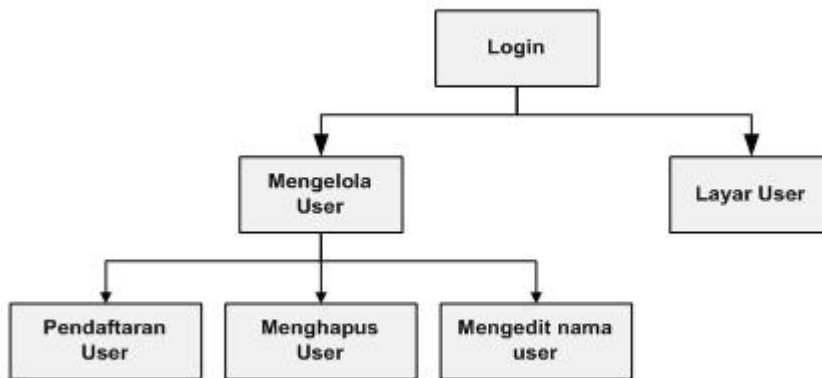 Login
Mengelola
User
Layar User
Pendaftaran
User
Menghapus
User
Mengedit nama
user